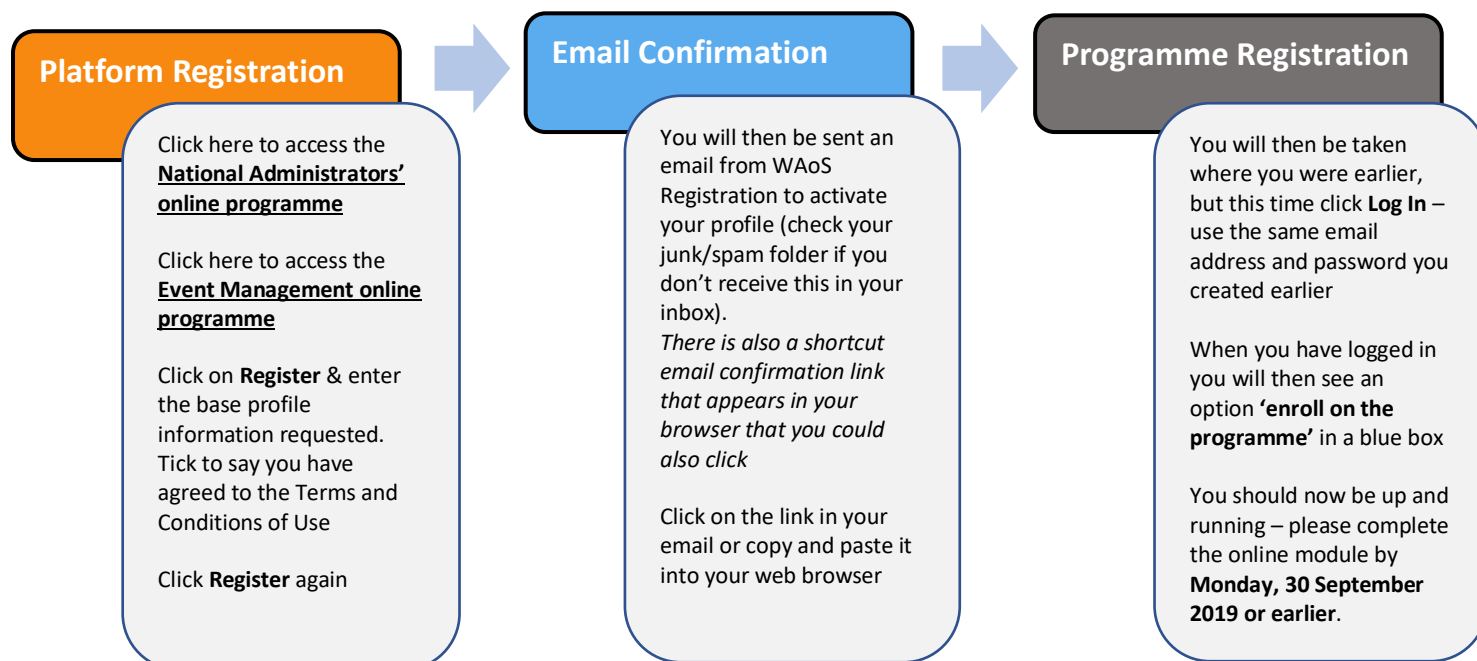 Platform Registration
Click here to access the
National Administrators’
online programme
Click here to access the
Event Management online
programme
Click on Register & enter
the base profile
information requested.
Tick to say you have
agreed to the Terms and
Conditions of Use
Click Register again
Email Confirmation
You will then be sent an
email from WAoS
Registration to activate
your profile (check your
junk/spam folder if you
don’t receive this in your
inbox).
There is also a shortcut
email confirmation link
that appears in your
browser that you could
also click
Click on the link in your
email or copy and paste it
into your web browser
Programme Registration
You will then be taken
where you were earlier,
but this time click Log In –
use the same email
address and password you
created earlier
When you have logged in
you will then see an
option ‘enroll on the
programme’ in a blue box
You should now be up and
running – please complete
the online module by
Monday, 30 September
2019 or earlier.